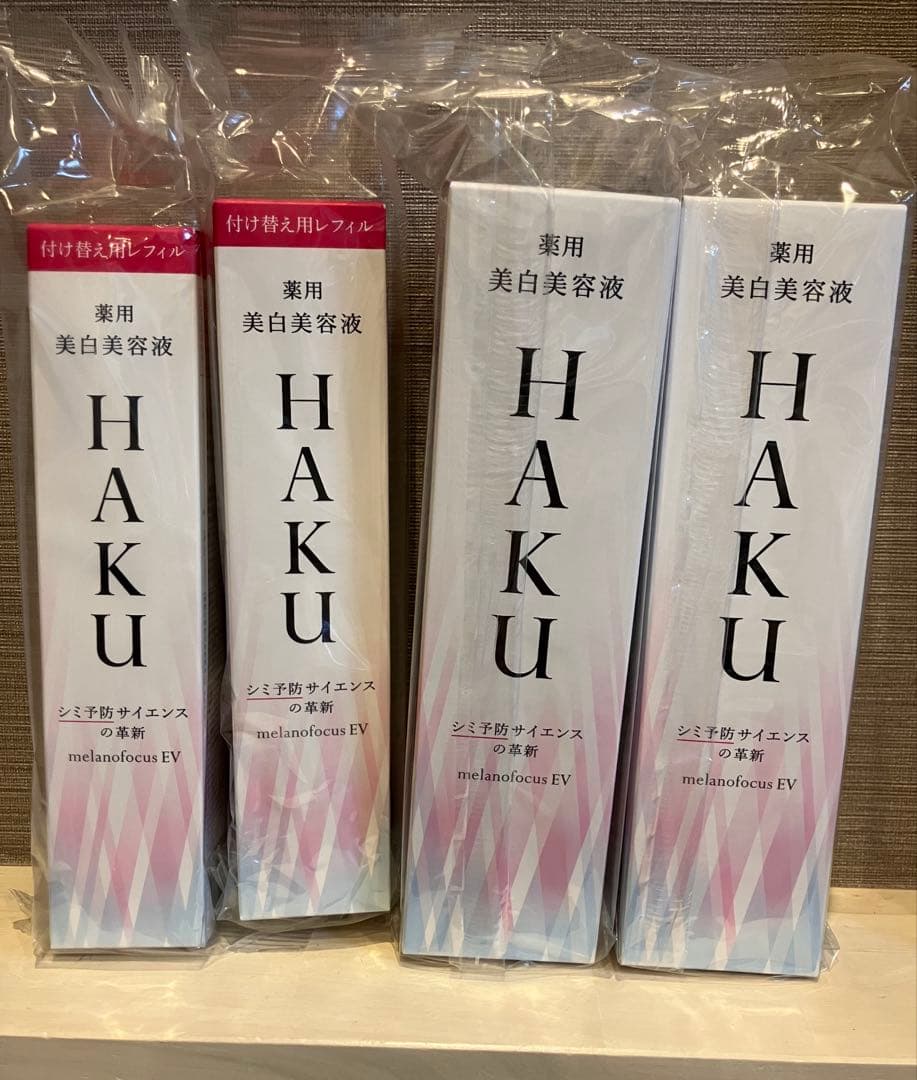 付け替え用レフィル
薬用
美白美容液
HAKU
シミ予防サイエンス
の革新
melanofocus EV
付け替え用レフィル
薬用
美白美容液
HAKU
シミ予防サイエンス
の革新
melanofocus EV
薬用
美白美容液
HAKU
シミ予防サイエンス
の革新
melanofocus EV
薬用
美白美容液
HAKU
シミ予防サイエンス
の革新
melanofocus EV